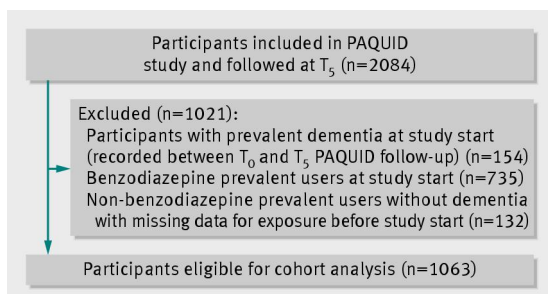 Participants included in PAQUID
study and followed at T₅ (n=2084)
Excluded (n=1021):
Participants with prevalent dementia at study start
(recorded between T₀ and T₅ PAQUID follow-up) (n=154)
Benzodiazepine prevalent users at study start (n=735)
Non-benzodiazepine prevalent users without dementia
with missing data for exposure before study start (n=132)
Participants eligible for cohort analysis (n=1063)